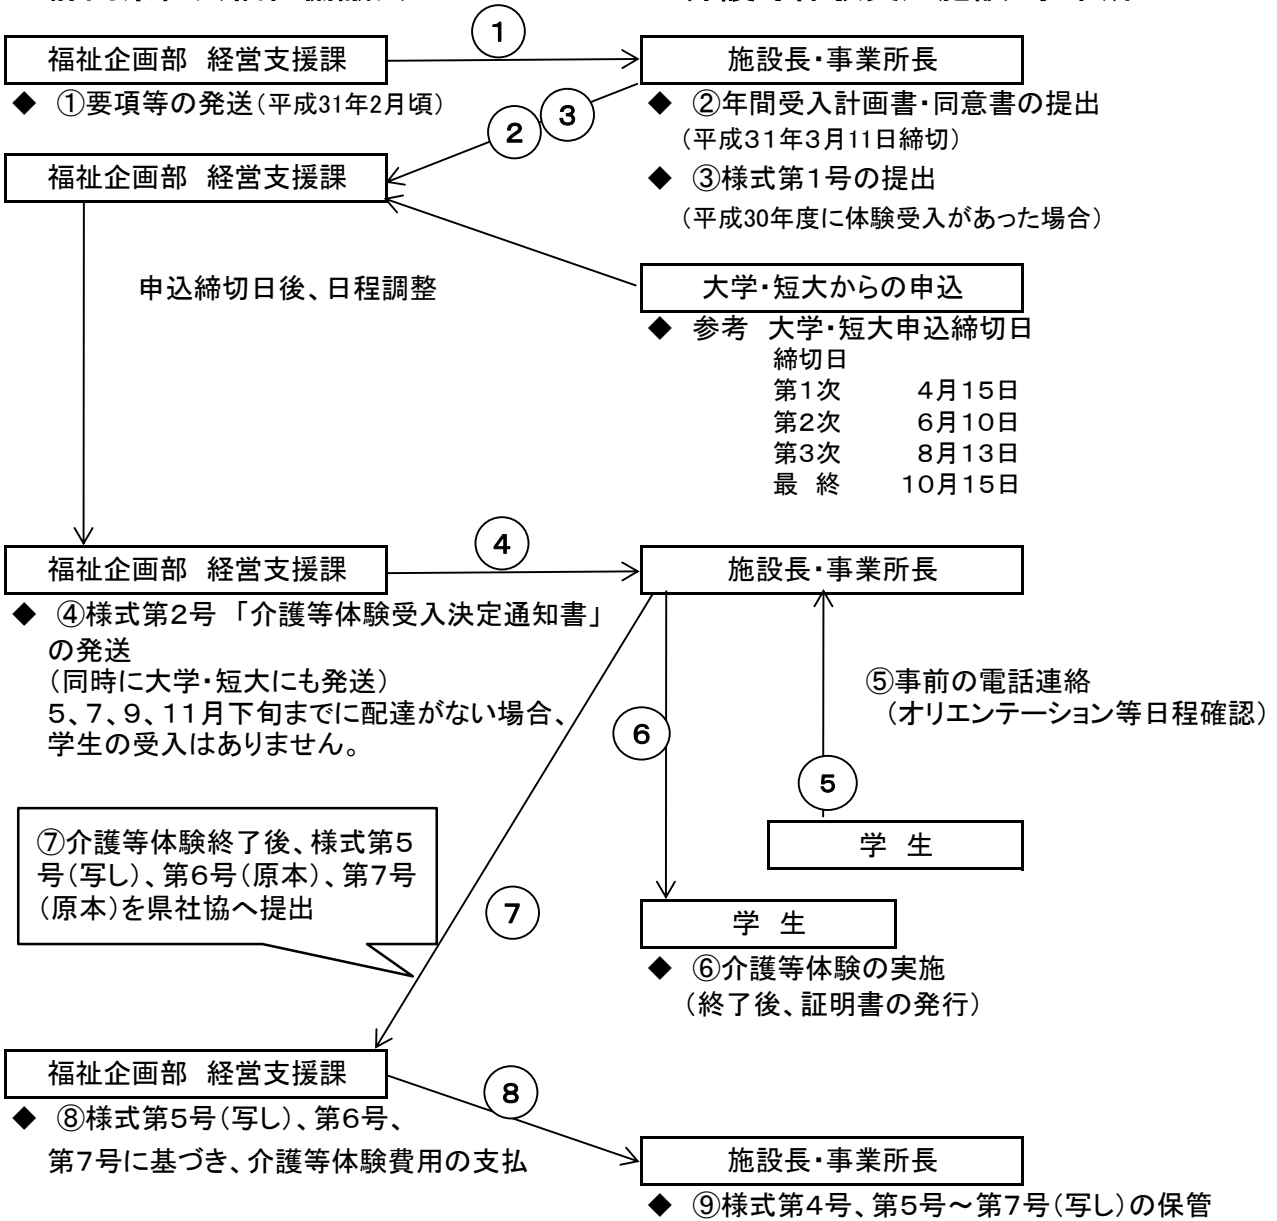 ①
福祉企画部　経営支援課
施設長・事業所長
◆　①要項等の発送（平成31年2月頃）
◆　②年間受入計画書・同意書の提出
（平成３１年３月11日締切）
②
③
福祉企画部　経営支援課
◆　③様式第１号の提出
（平成30年度に体験受入があった場合）
申込締切日後、日程調整
大学・短大からの申込
◆　参考　大学・短大申込締切日
締切日
第１次　４月１５日
第２次　６月１０日
第３次　８月１３日
最　終　１０月１５日
④
福祉企画部　経営支援課
施設長・事業所長
◆　④様式第２号　「介護等体験受入決定通知書」
の発送
（同時に大学・短大にも発送）
５、７、９、１１月下旬までに配達がない場合、
学生の受入はありません。
⑤事前の電話連絡
（オリエンテーション等日程確認）
⑥
⑤
学　生
⑦介護等体験終了後、様式第５
号（写し）、第６号（原本）、第７号
（原本）を県社協へ提出
⑦
学　生
◆　⑥介護等体験の実施
（終了後、証明書の発行）
福祉企画部　経営支援課
⑧
◆　⑧様式第５号（写し）、第６号、
第７号に基づき、介護等体験費用の支払
施設長・事業所長
◆　⑨様式第４号、第５号～第７号（写し）の保管